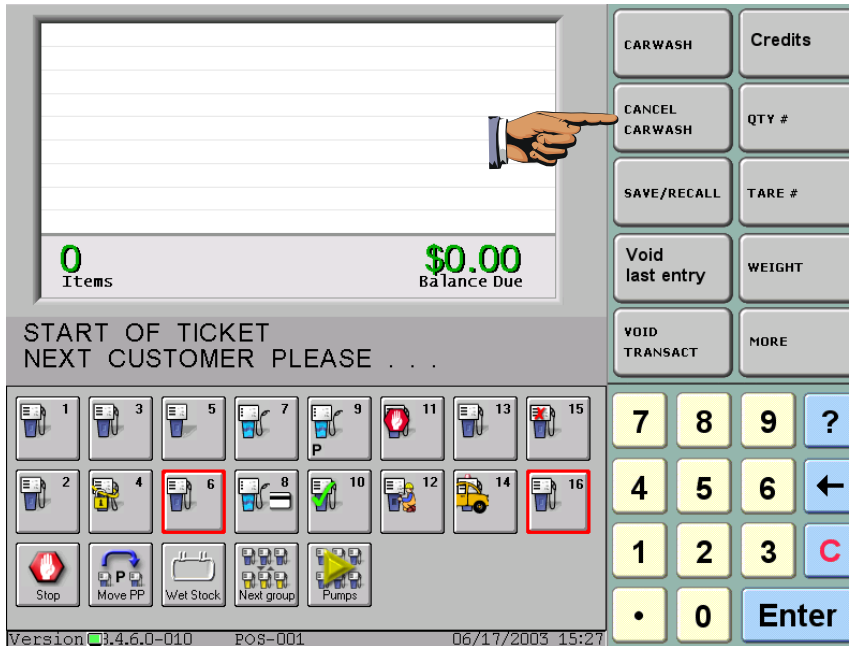 CARWASH
Credits
CANCEL
CARWASH
QTY #
SAVE/RECALL
TARE #
Void
last entry
WEIGHT
VOID
TRANSACT
MORE
0
Items
$0.00
Balance Due
START OF TICKET
NEXT CUSTOMER PLEASE . . .
1 3 5 7 9 11 13 15
P
2 4 6 8 10 12 14 16
P
Stop Move PP Wet Stock Next group Pumps
7 8 9 ?
4 5 6 ←
1 2 3 C
• 0 Enter
POS-001 06/17/2003 15:27